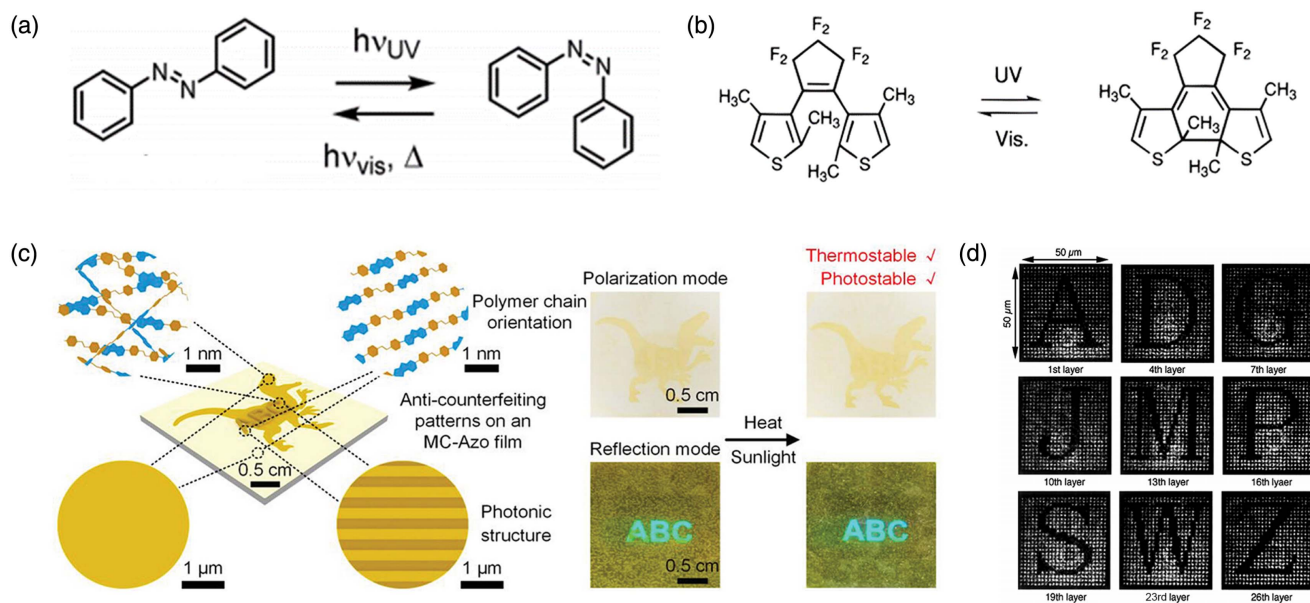 (a)
N
N
hνUV
hνvis, Δ
N
N
(b)
F2
F2
F2
H3C
CH3
CH3
S
H3C
S
UV
Vis.
F2
F2
F2
H3C
CH3
CH3
S
H3C
S
(c)
1 nm
1 nm
Polymer chain
orientation
Anti-counterfeiting
patterns on an
MC-Azo film
0.5 cm
1 μm
1 μm
Photonic
structure
Polarization mode
0.5 cm
Thermostable √
Photostable √
Reflection mode
Heat
Sunlight
ABC
0.5 cm
ABC
(d)
50 μm
50 μm
A
D
G
1st layer
4th layer
7th layer
J
M
P
10th layer
13th layer
16th lyaer
S
W
Z
19th layer
23rd layer
26th layer